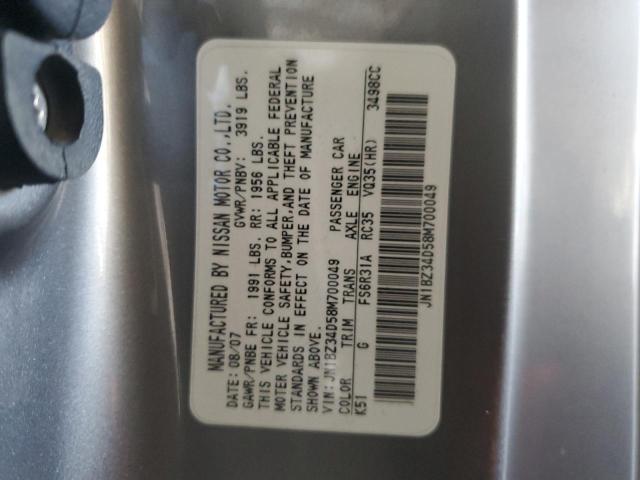 MANUFACTURED BY NISSAN MOTOR CO.,LTD.
DATE: 08/07 GVWR/PNBV: 3919 LBS.
GAWR/PNBE FR: 1991 LBS. RR: 1956 LBS.
THIS VEHICLE CONFORMS TO ALL APPLICABLE FEDERAL
MOTER VEHICLE SAFETY,BUMPER,AND THEFT PREVENTION
STANDARDS IN EFFECT ON THE DATE OF MANUFACTURE
SHOWN ABOVE.
VIN:JN1BZ34D58M700049 PASSENGER CAR
COLOR TRIM TRANS AXLE ENGINE
K51 G FS6R31A RC35 VQ35(HR) 3498CC
JN1BZ34D58M700049